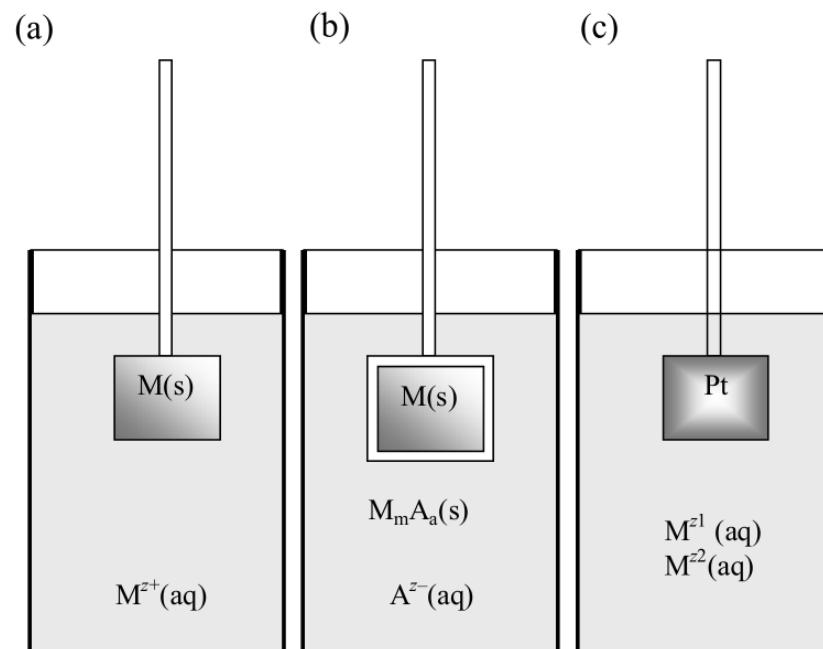 (a)
(b)
(c)
M(s)
M(s)
Pt
MₘAₐ(s)
Mᶻ⁺(aq)
Aᶻ⁻(aq)
Mᶻ¹ (aq)
Mᶻ²(aq)